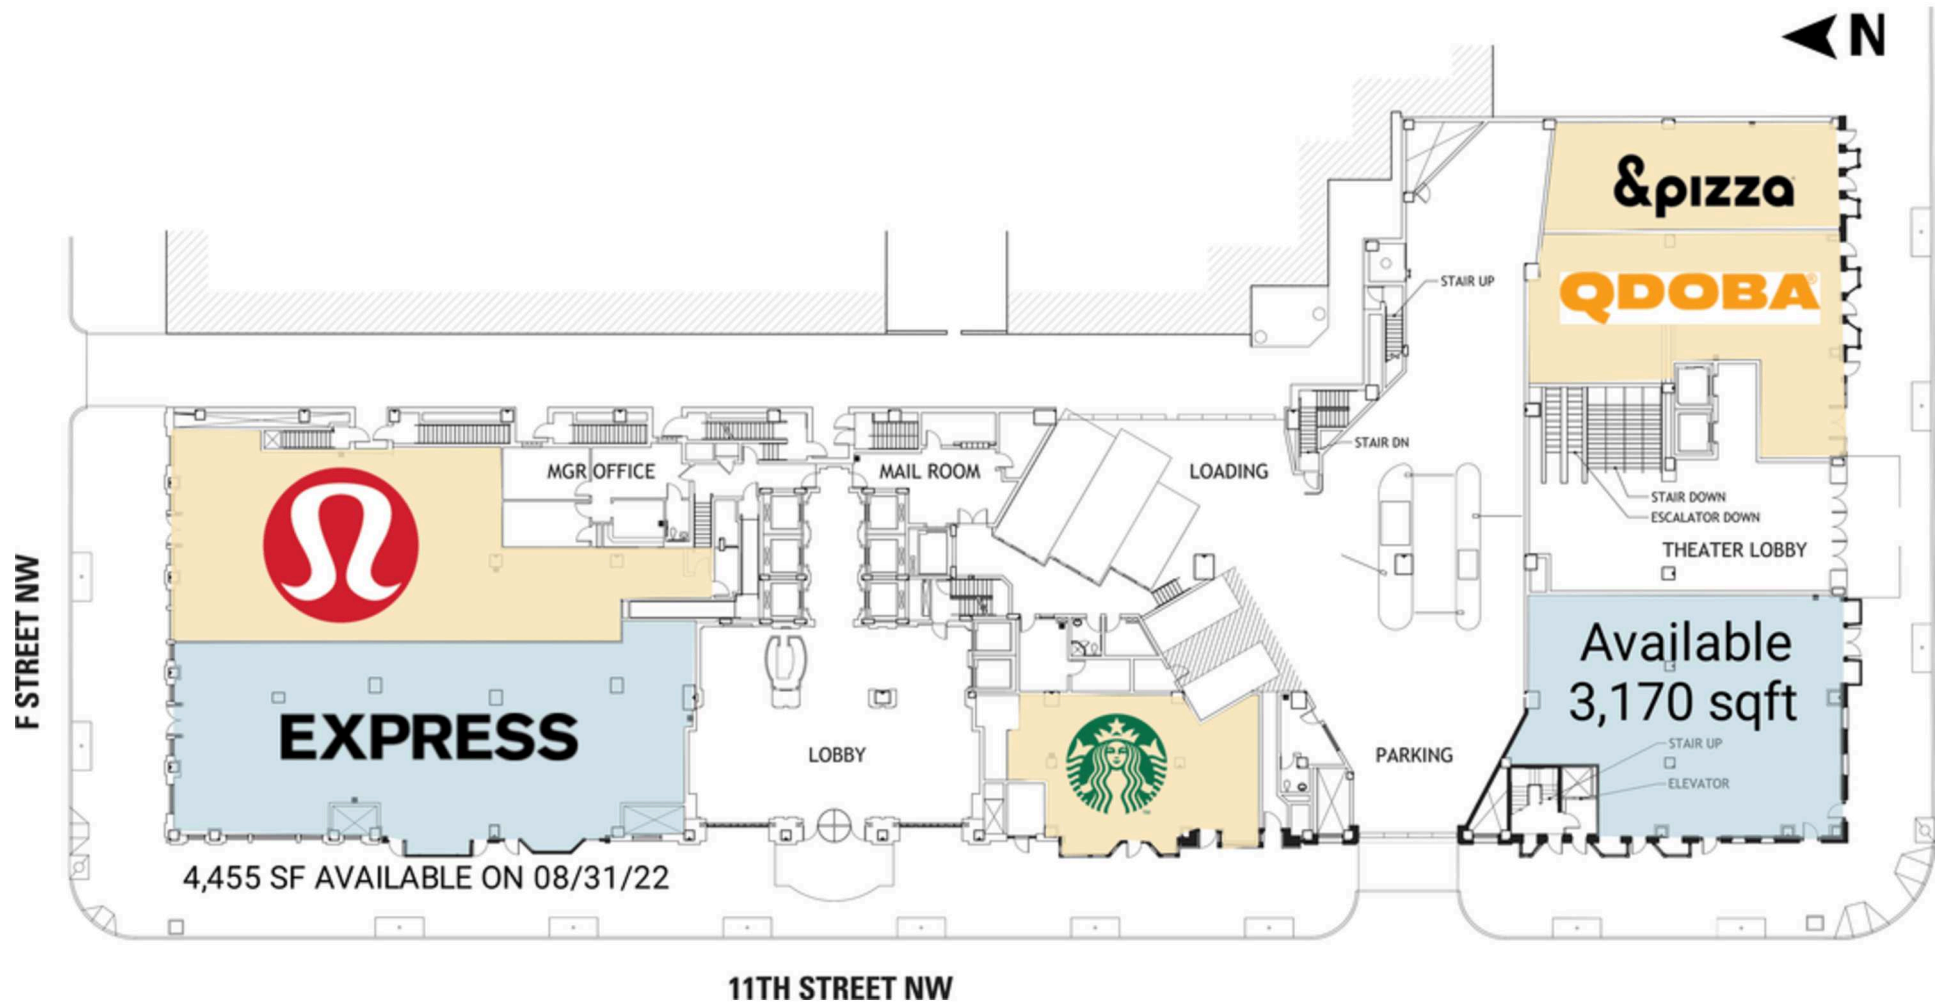 N
&pizza
QDOBA®
STAIR UP
MGR OFFICE
MAIL ROOM
LOADING
STAIR DN
STAIR DOWN
ESCALATOR DOWN
THEATER LOBBY
F STREET NW
EXPRESS
LOBBY
PARKING
Available
3,170 sqft
STAIR UP
ELEVATOR
4,455 SF AVAILABLE ON 08/31/22
11TH STREET NW